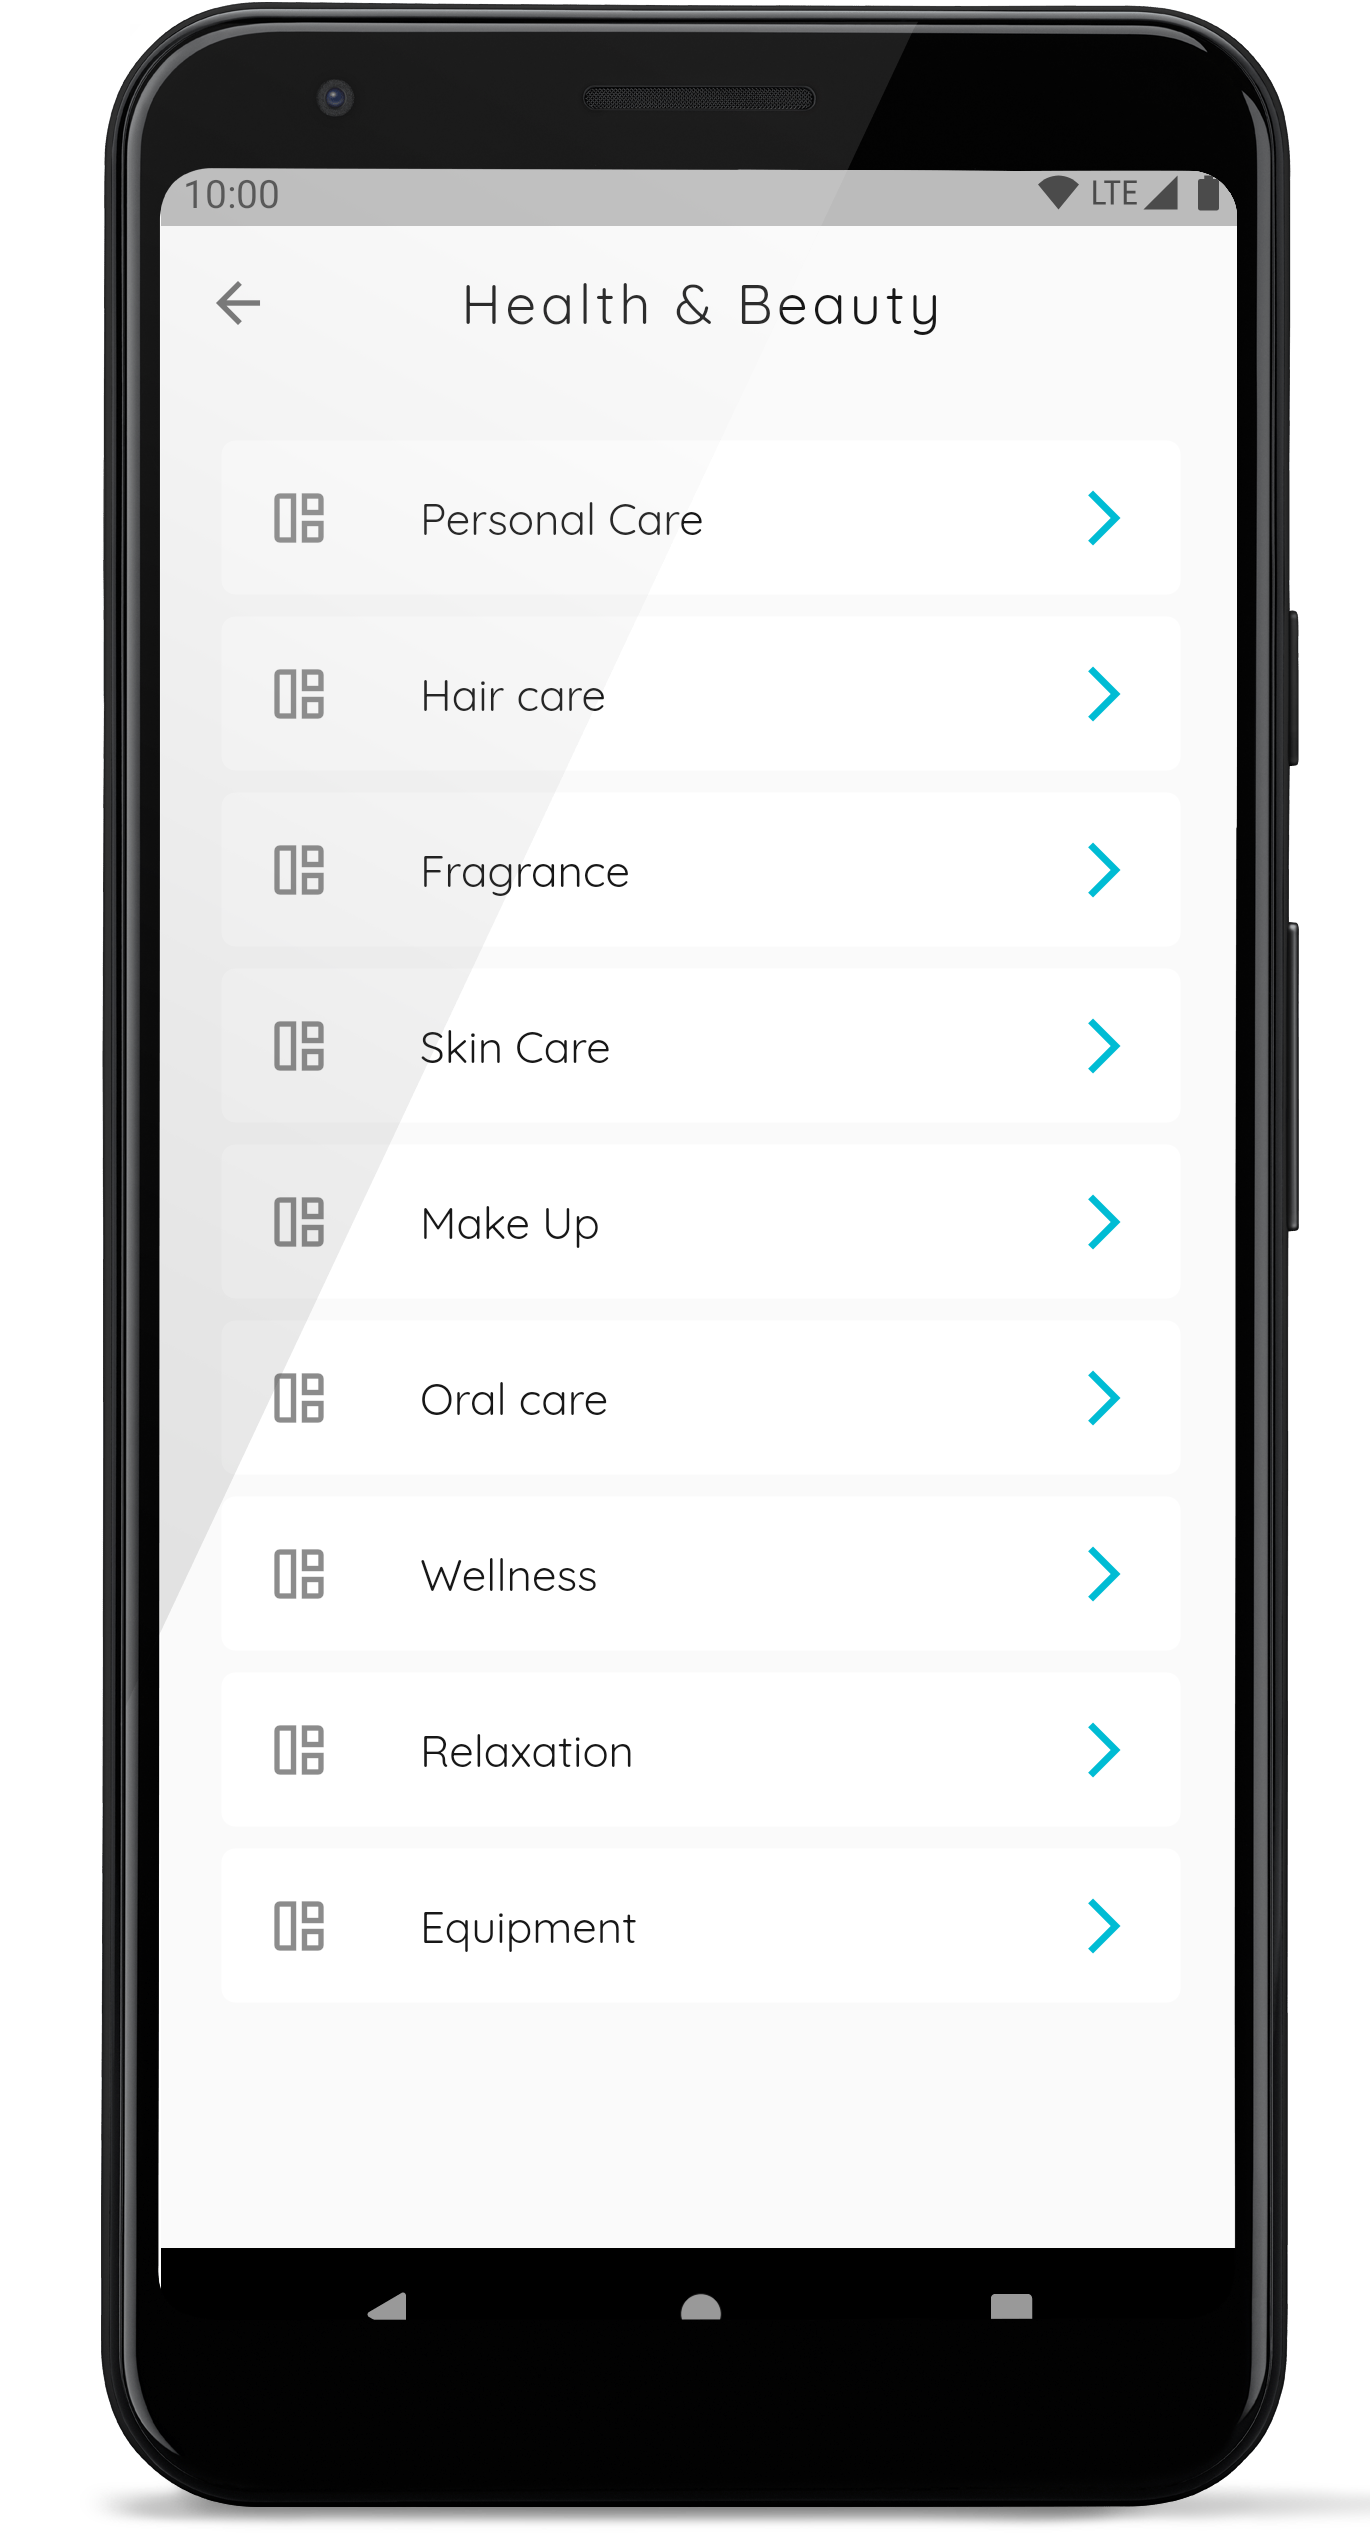 10:00 LTE
Health & Beauty
Personal Care
Hair care
Fragrance
Skin Care
Make Up
Oral care
Wellness
Relaxation
Equipment